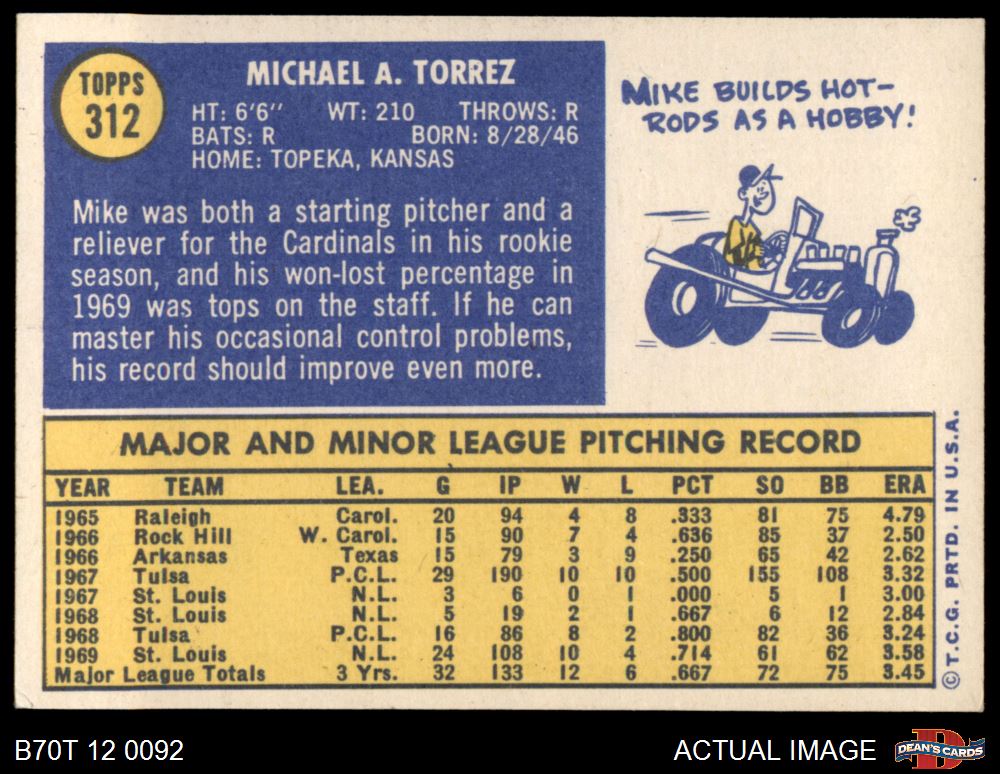 TOPPS
312
MICHAEL A. TORREZ
HT: 6'6" WT: 210 THROWS: R
BATS: R BORN: 8/28/46
HOME: TOPEKA, KANSAS
Mike was both a starting pitcher and a
reliever for the Cardinals in his rookie
season, and his won-lost percentage in
1969 was tops on the staff. If he can
master his occasional control problems,
his record should improve even more.
MIKE BUILDS HOT-
RODS AS A HOBBY!
MAJOR AND MINOR LEAGUE PITCHING RECORD
YEAR TEAM LEA. G IP W L PCT SO BB ERA
1965 Raleigh Carol. 20 94 4 8 .333 81 75 4.79
1966 Rock Hill W. Carol. 15 90 7 4 .636 85 37 2.50
1966 Arkansas Texas 15 79 3 9 .250 65 42 2.62
1967 Tulsa P.C.L. 29 190 10 10 .500 155 108 3.32
1967 St. Louis N.L. 3 6 0 1 .000 5 1 3.00
1968 St. Louis N.L. 5 19 2 1 .667 6 12 2.84
1968 Tulsa P.C.L. 16 86 8 2 .800 82 36 3.24
1969 St. Louis N.L. 24 108 10 4 .714 61 62 3.58
Major League Totals 3 Yrs. 32 133 12 6 .667 72 75 3.45
© T.C.G. PRTD. IN U.S.A.
B70T 12 0092
ACTUAL IMAGE
D
DEAN'S CARDS